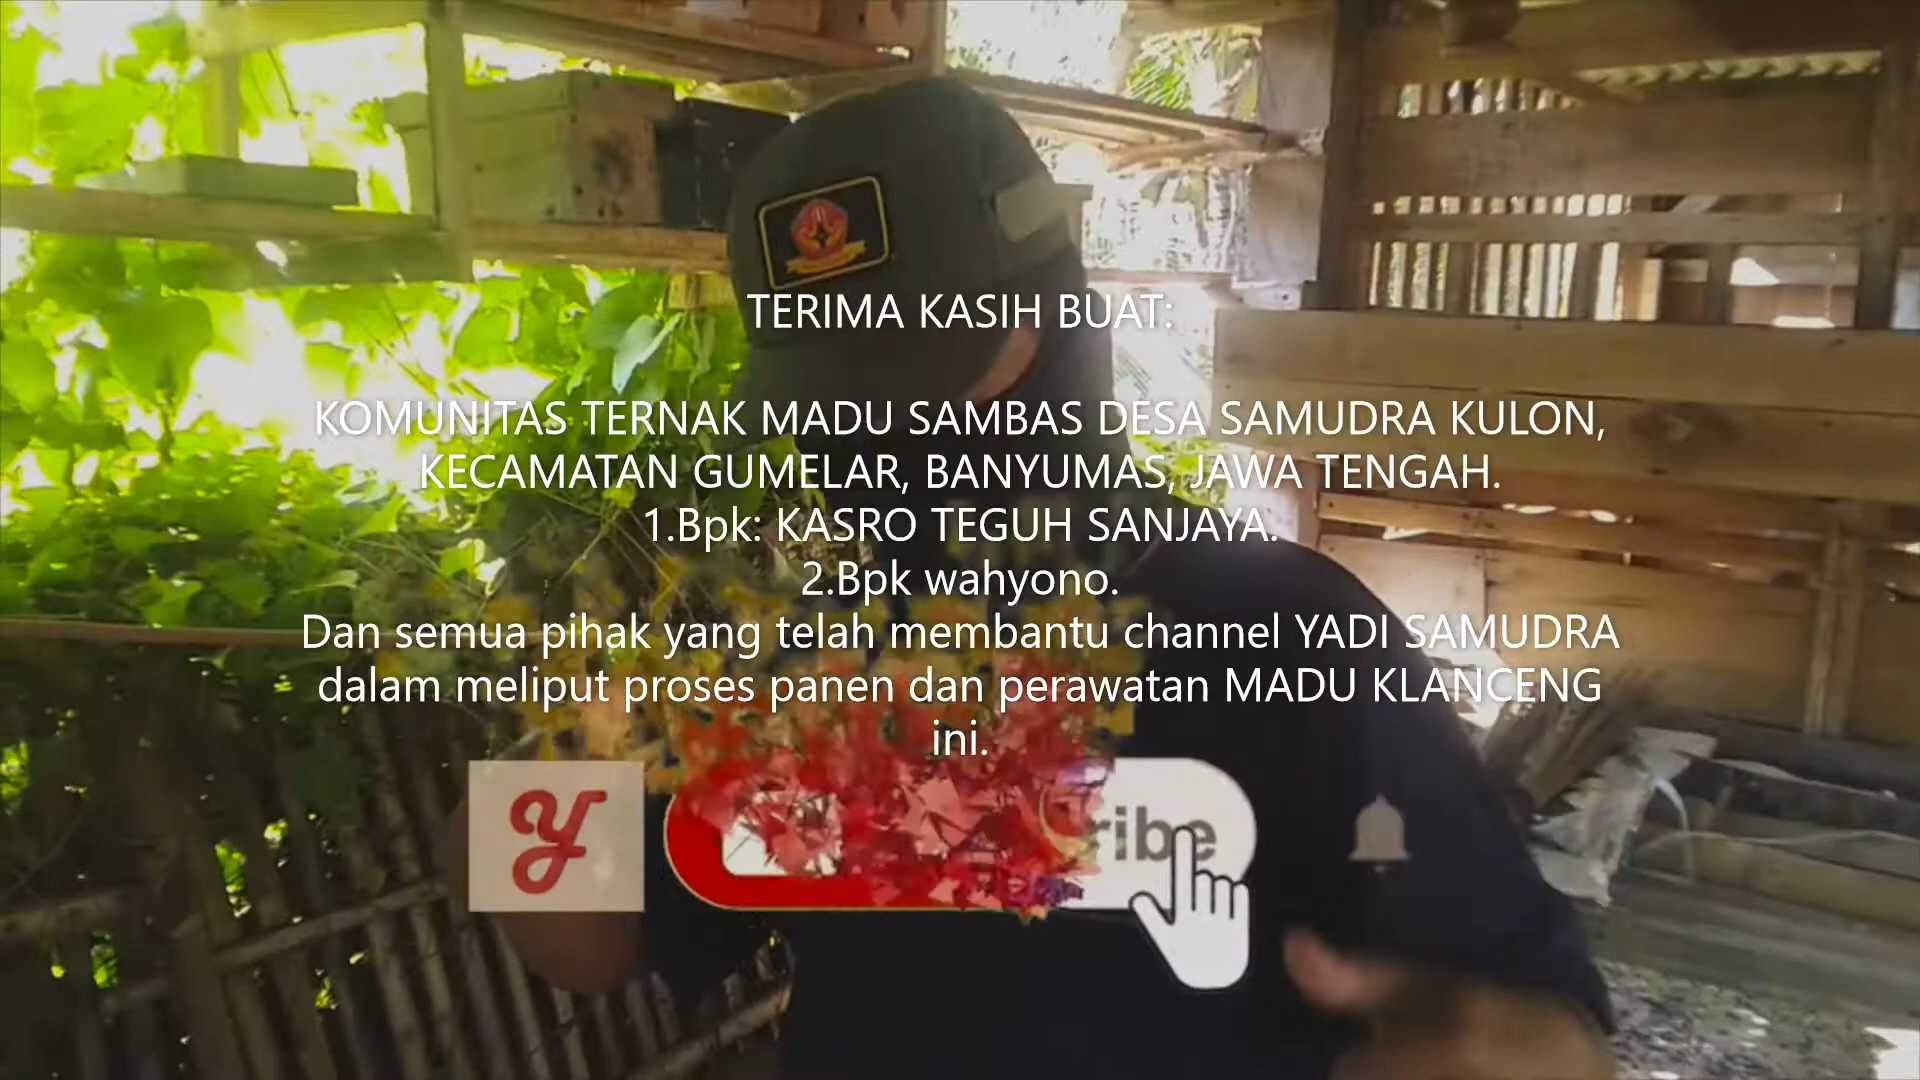 TERIMA KASIH BUAT:
KOMUNITAS TERNAK MADU SAMBAS DESA SAMUDRA KULON,
KECAMATAN GUMELAR, BANYUMAS, JAWA TENGAH.
1.Bpk: KASRO TEGUH SANJAYA.
2.Bpk wahyono.
Dan semua pihak yang telah membantu channel YADI SAMUDRA
dalam meliput proses panen dan perawatan MADU KLANCENG
ini.
y